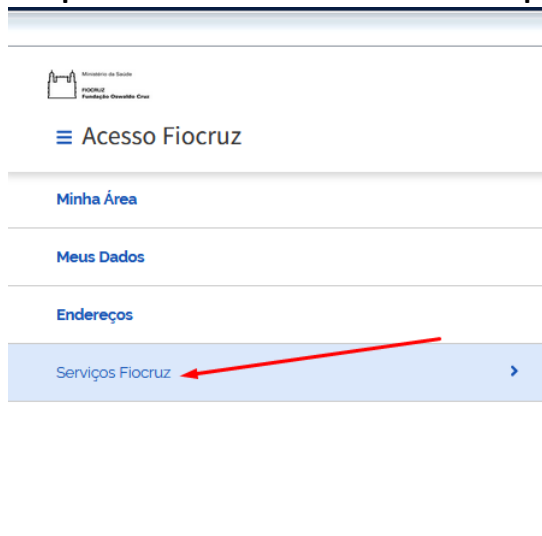 Ministério da Saúde
FIOCRUZ
Fundação Oswaldo Cruz
≡ Acesso Fiocruz
Minha Área
Meus Dados
Endereços
Serviços Fiocruz